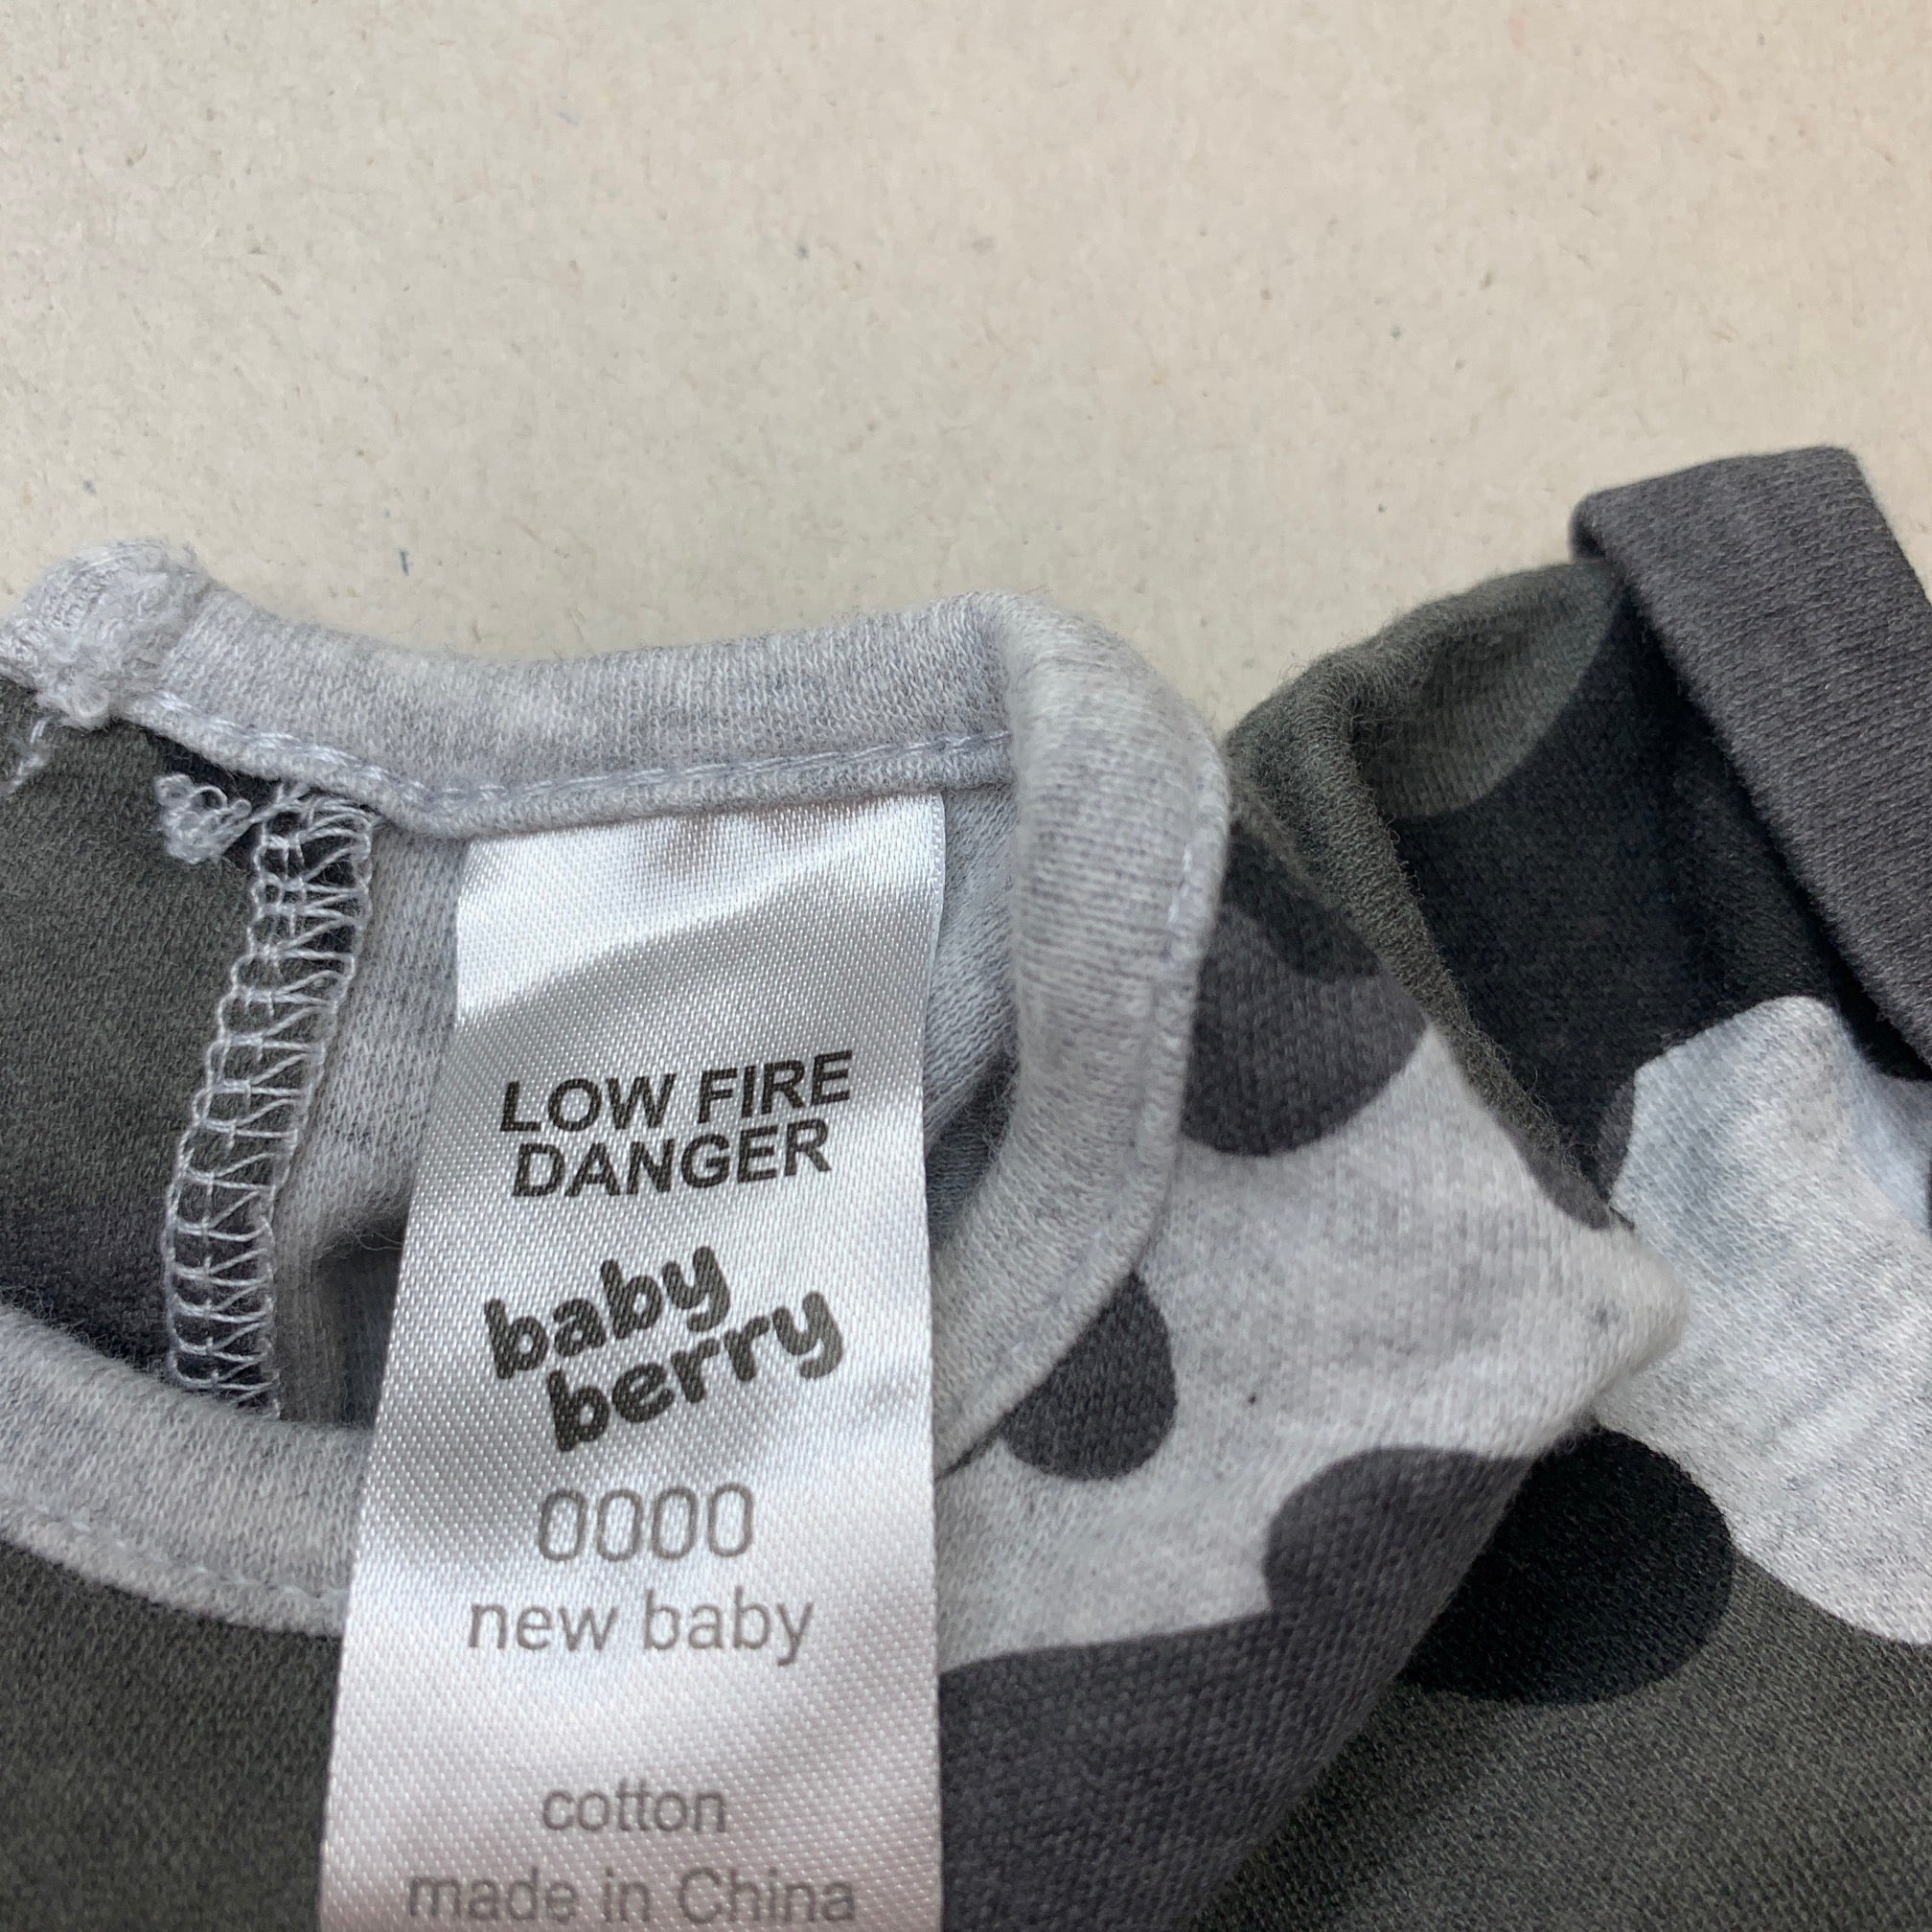 LOW FIRE
DANGER
baby
berry
0000
new baby
cotton
made in China